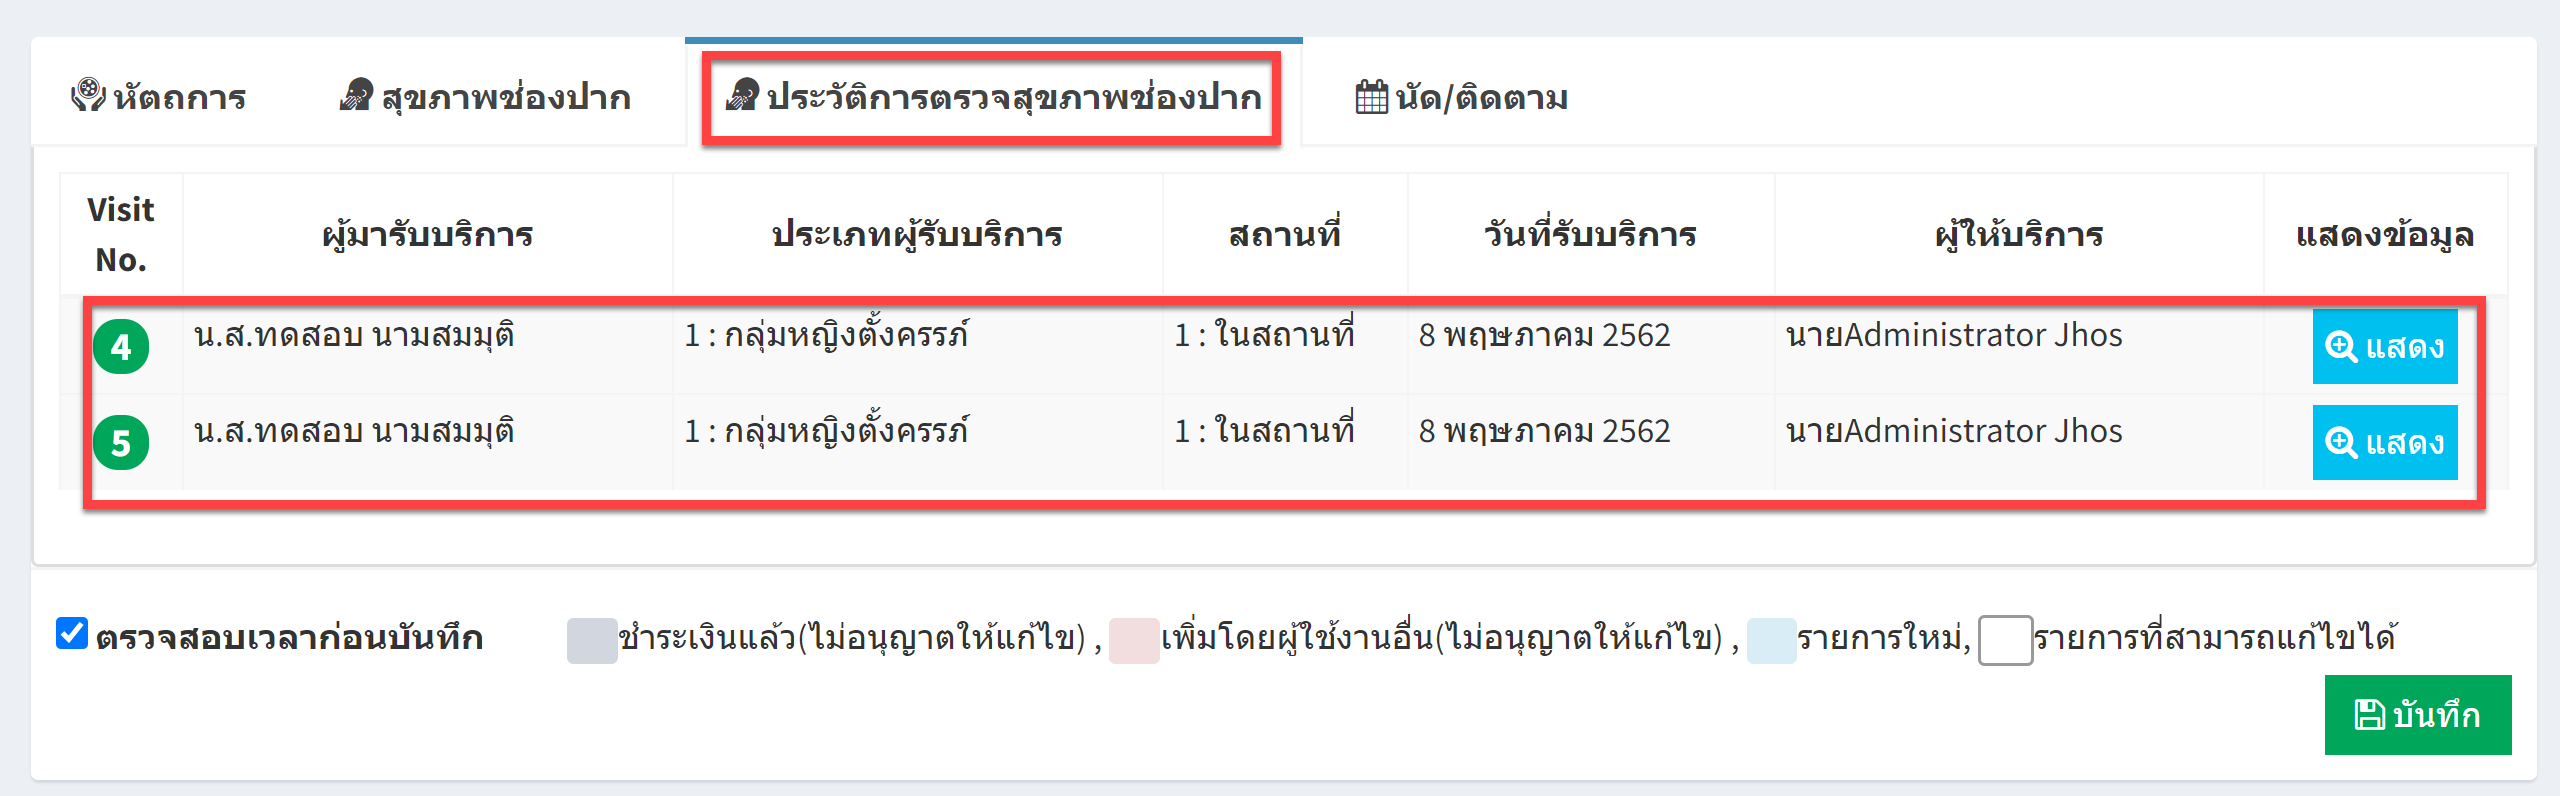 หัตถการ สุขภาพช่องปาก ประวัติการตรวจสุขภาพช่องปาก นัด/ติดตาม
Visit No. ผู้มารับบริการ ประเภทผู้รับบริการ สถานที่ วันที่รับบริการ ผู้ให้บริการ แสดงข้อมูล
4 น.ส.ทดสอบ นามสมมุติ 1 : กลุ่มหญิงตั้งครรภ์ 1 : ในสถานที่ 8 พฤษภาคม 2562 นายAdministrator Jhos แสดง
5 น.ส.ทดสอบ นามสมมุติ 1 : กลุ่มหญิงตั้งครรภ์ 1 : ในสถานที่ 8 พฤษภาคม 2562 นายAdministrator Jhos แสดง
ตรวจสอบเวลาก่อนบันทึก ชำระเงินแล้ว(ไม่อนุญาตให้แก้ไข) , เพิ่มโดยผู้ใช้งานอื่น(ไม่อนุญาตให้แก้ไข) , รายการใหม่, รายการที่สามารถแก้ไขได้
บันทึก